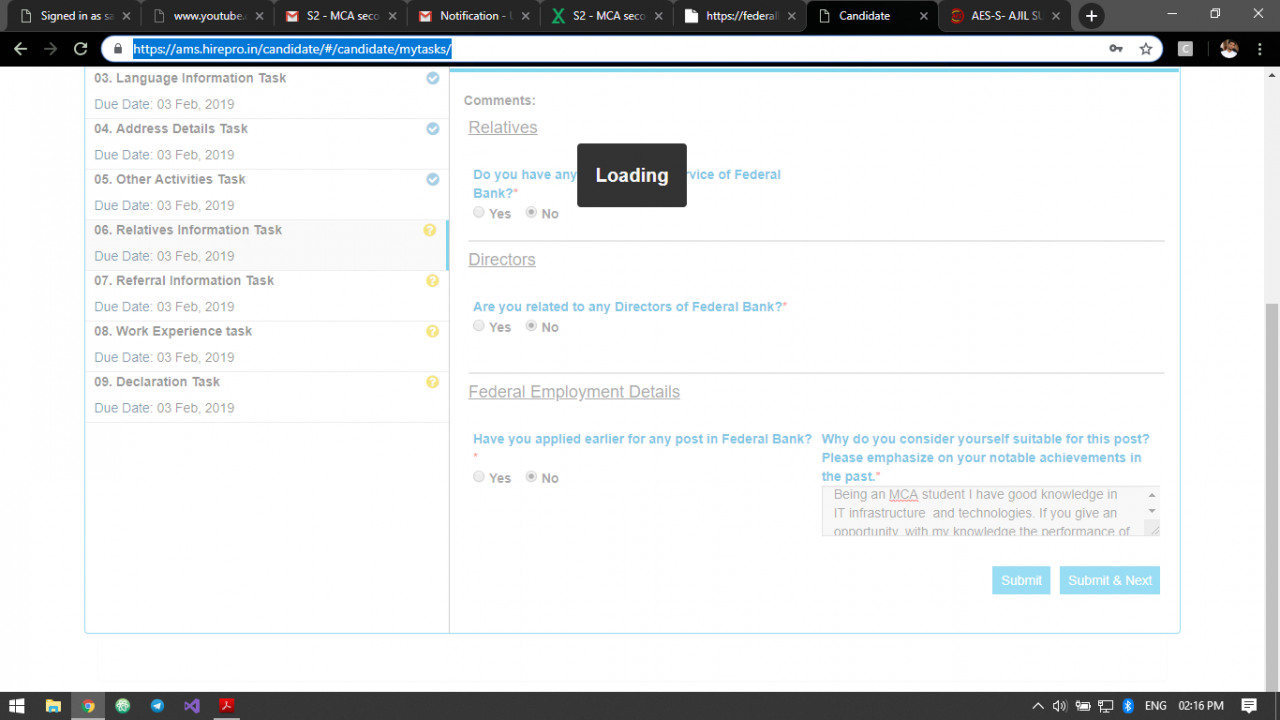 Signed in as sa
www.youtube.
S2 - MCA seco
Notification - U
S2 - MCA seco
https://federal
Candidate
AES-S- AJIL SU
https://ams.hirepro.in/candidate/#/candidate/mytasks/
C
03. Language Information Task
Due Date: 03 Feb, 2019
04. Address Details Task
Due Date: 03 Feb, 2019
05. Other Activities Task
Due Date: 03 Feb, 2019
06. Relatives Information Task
Due Date: 03 Feb, 2019
07. Referral Information Task
Due Date: 03 Feb, 2019
08. Work Experience task
Due Date: 03 Feb, 2019
09. Declaration Task
Due Date: 03 Feb, 2019
Comments:
Relatives
Do you have any rvice of Federal
Bank?*
Yes No
Loading
Directors
Are you related to any Directors of Federal Bank?*
Yes No
Federal Employment Details
Have you applied earlier for any post in Federal Bank?
*
Yes No
Why do you consider yourself suitable for this post?
Please emphasize on your notable achievements in
the past.*
Being an MCA student I have good knowledge in
IT infrastructure and technologies. If you give an
opportunity, with my knowledge the performance of
Submit Submit & Next
ENG 02:16 PM